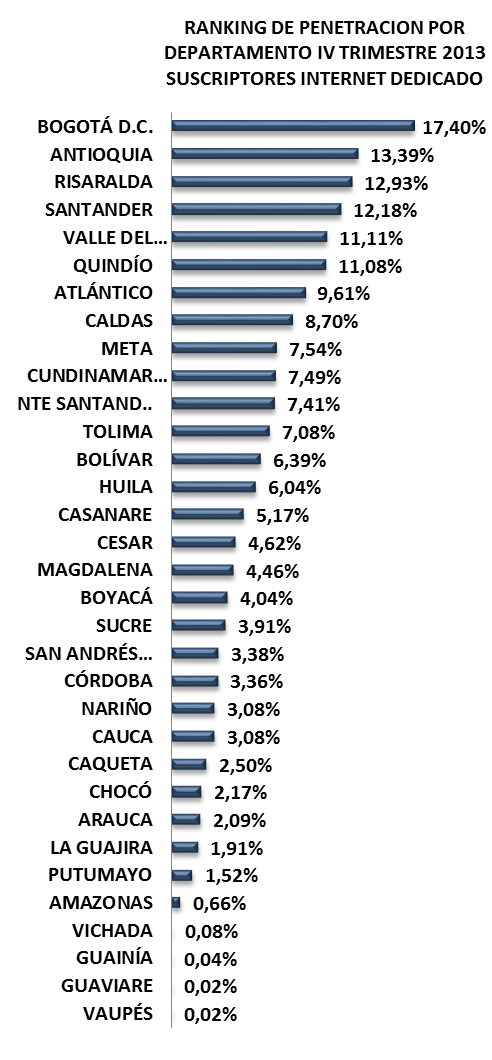 RANKING DE PENETRACION POR
DEPARTAMENTO IV TRIMESTRE 2013
SUSCRIPTORES INTERNET DEDICADO
BOGOTÁ D.C. 17,40%
ANTIOQUIA 13,39%
RISARALDA 12,93%
SANTANDER 12,18%
VALLE DEL... 11,11%
QUINDÍO 11,08%
ATLÁNTICO 9,61%
CALDAS 8,70%
META 7,54%
CUNDINAMAR... 7,49%
NTE SANTAND.. 7,41%
TOLIMA 7,08%
BOLÍVAR 6,39%
HUILA 6,04%
CASANARE 5,17%
CESAR 4,62%
MAGDALENA 4,46%
BOYACÁ 4,04%
SUCRE 3,91%
SAN ANDRÉS... 3,38%
CÓRDOBA 3,36%
NARIÑO 3,08%
CAUCA 3,08%
CAQUETA 2,50%
CHOCÓ 2,17%
ARAUCA 2,09%
LA GUAJIRA 1,91%
PUTUMAYO 1,52%
AMAZONAS 0,66%
VICHADA 0,08%
GUAINÍA 0,04%
GUAVIARE 0,02%
VAUPÉS 0,02%